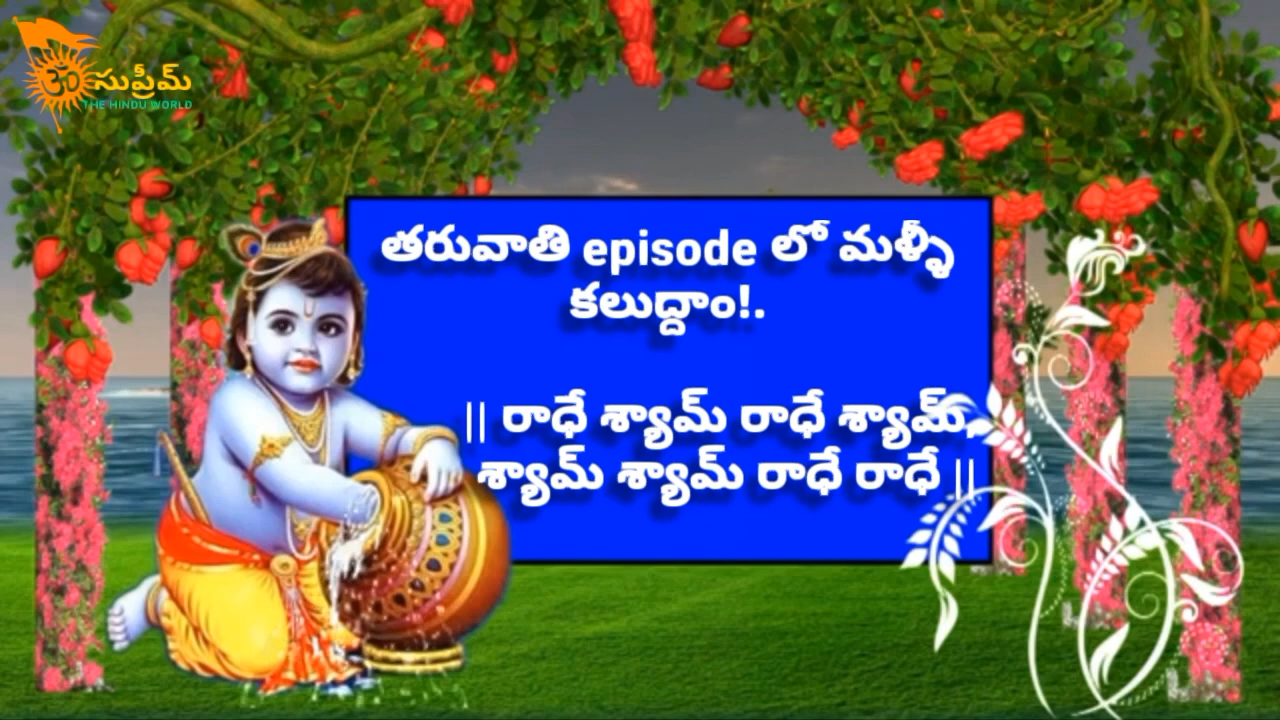 ఓం
సుప్రీమ్
THE HINDU WORLD
తరువాతి episode లో మళ్ళీ
కలుద్దాం!.
|| రాధే శ్యామ్ రాధే శ్యామ్,
శ్యామ్ శ్యామ్ రాధే రాధే ||